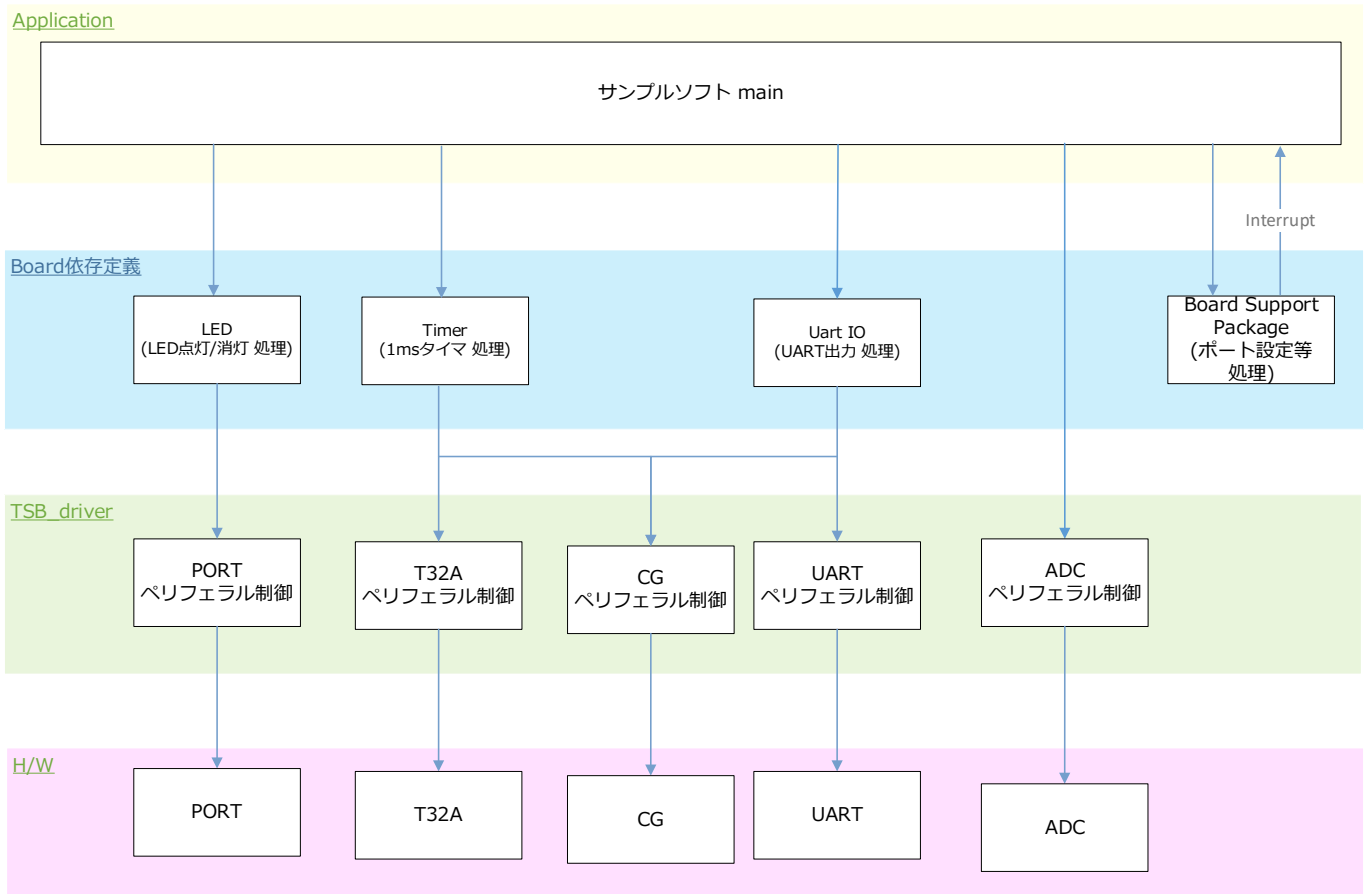 Application
サンプルソフト main
Interrupt
Board依存定義
LED
(LED点灯/消灯 処理)
Timer
(1msタイマ 処理)
Uart IO
(UART出力 処理)
Board Support
Package
(ポート設定等
処理)
TSB_driver
PORT
ペリフェラル制御
T32A
ペリフェラル制御
CG
ペリフェラル制御
UART
ペリフェラル制御
ADC
ペリフェラル制御
H/W
PORT
T32A
CG
UART
ADC